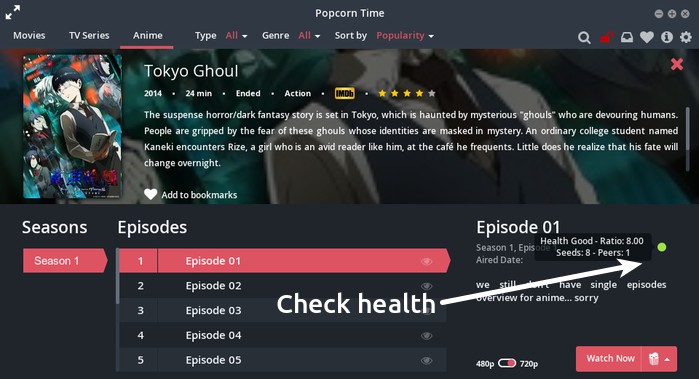 Popcorn Time
Movies TV Series Anime Type All Genre All Sort by Popularity
Tokyo Ghoul
2014 • 24 min • Ended • Action • IMDb
The suspense horror/dark fantasy story is set in Tokyo, which is haunted by mysterious "ghouls" who are devouring humans.
People are gripped by the fear of these ghouls whose identities are masked in mystery. An ordinary college student named
Kaneki encounters Rize, a girl who is an avid reader like him, at the café he frequents. Little does he realize that his fate will
change overnight.
Add to bookmarks
Seasons
Season 1
Episodes
1 Episode 01
2 Episode 02
3 Episode 03
4 Episode 04
5 Episode 05
Check health
Episode 01
Season 1, Episode
Health Good - Ratio: 8.00
Seeds: 8 - Peers: 1
Aired Date:
we still don't have single episodes
overview for anime... sorry
480p 720p
Watch Now